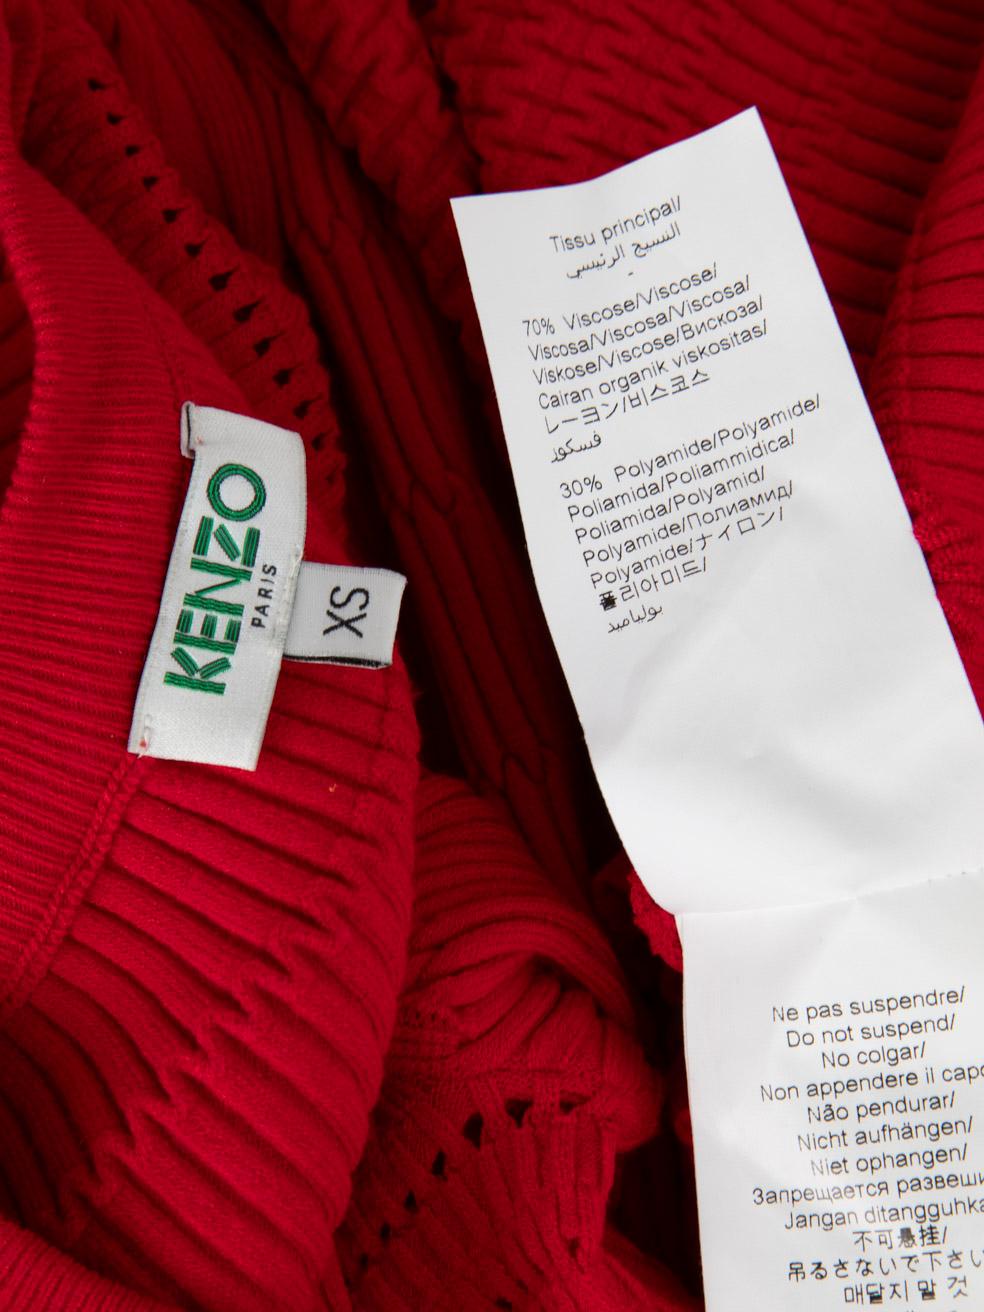 KENZO
PARIS
XS
Tissu principal/
النسيج الرئيسي
-
70% Viscose/Viscose/
Viscosa/Viscosa/Viscosa/
Viskose/Viscose/Вискоза/
Cairan organik viskositas/
レーヨン/비스코스
فسكوز
30% Polyamide/Polyamide/
Poliamida/Poliammidica/
Poliamida/Polyamid/
Polyamide/Полиамид/
Polyamide/ナイロン/
폴리아미드/
بولياميد
Ne pas suspendre/
Do not suspend/
No colgar/
Non appendere il capo
Não pendurar/
Nicht aufhängen/
Niet ophangen/
Запрещается развеши
Jangan ditangguhka
不可悬挂/
吊るさないで下さい
매달지 말 것